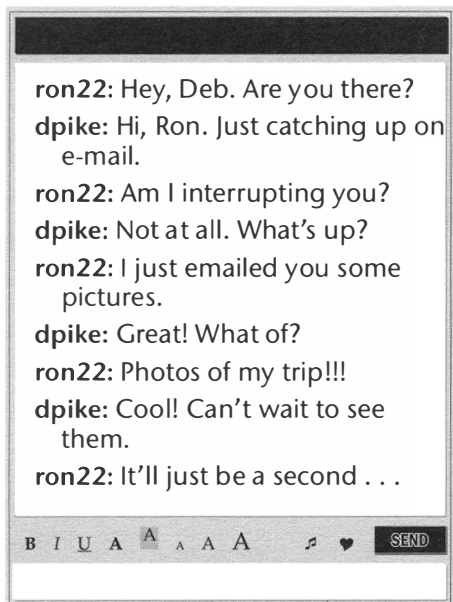 ron22: Hey, Deb. Are you there?
dpike: Hi, Ron. Just catching up on
e-mail.
ron22: Am I interrupting you?
dpike: Not at all. What's up?
ron22: I just emailed you some
pictures.
dpike: Great! What of?
ron22: Photos of my trip!!!
dpike: Cool! Can't wait to see
them.
ron22: It'll just be a second . . .
B I U A A A A A SEND